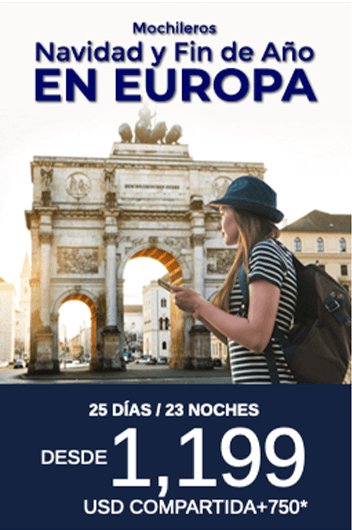 Mochileros
Navidad y Fin de Año
EN EUROPA
25 DÍAS / 23 NOCHES
DESDE 1,199
USD COMPARTIDA+750*